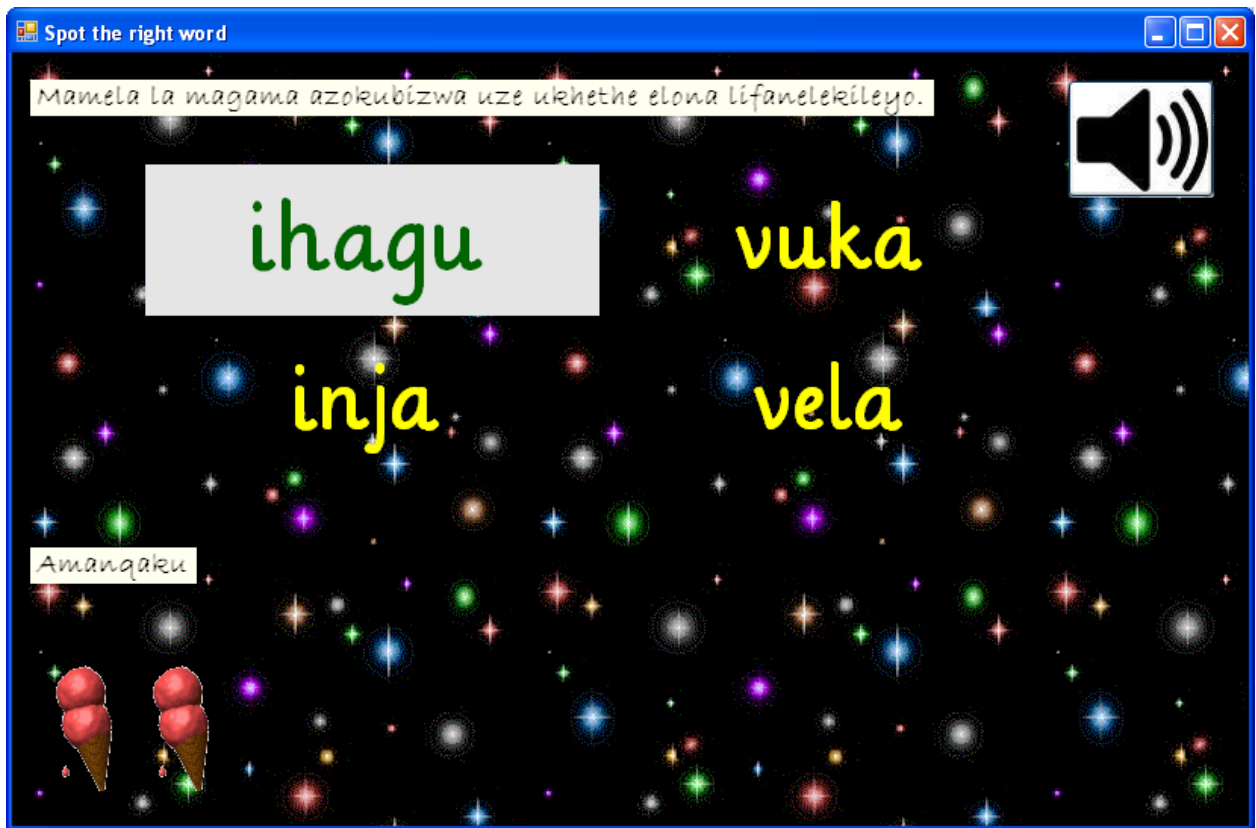 Spot the right word
Mamela la magama azokubizwa uze ukhethe elona lifanelekileyo.
ihagu
vuka
inja
vela
Amanqaku